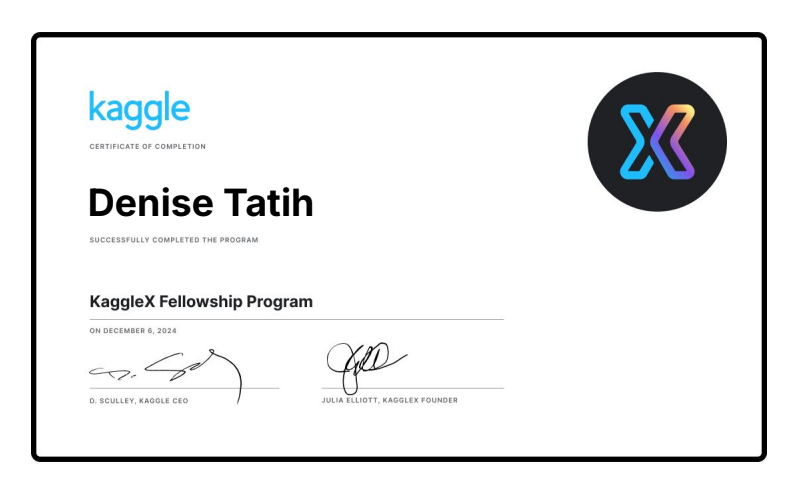 kaggle
CERTIFICATE OF COMPLETION
Denise Tatih
SUCCESSFULLY COMPLETED THE PROGRAM
KaggleX Fellowship Program
ON DECEMBER 6, 2024
D. SCULLEY, KAGGLE CEO
JULIA ELLIOTT, KAGGLEX FOUNDER